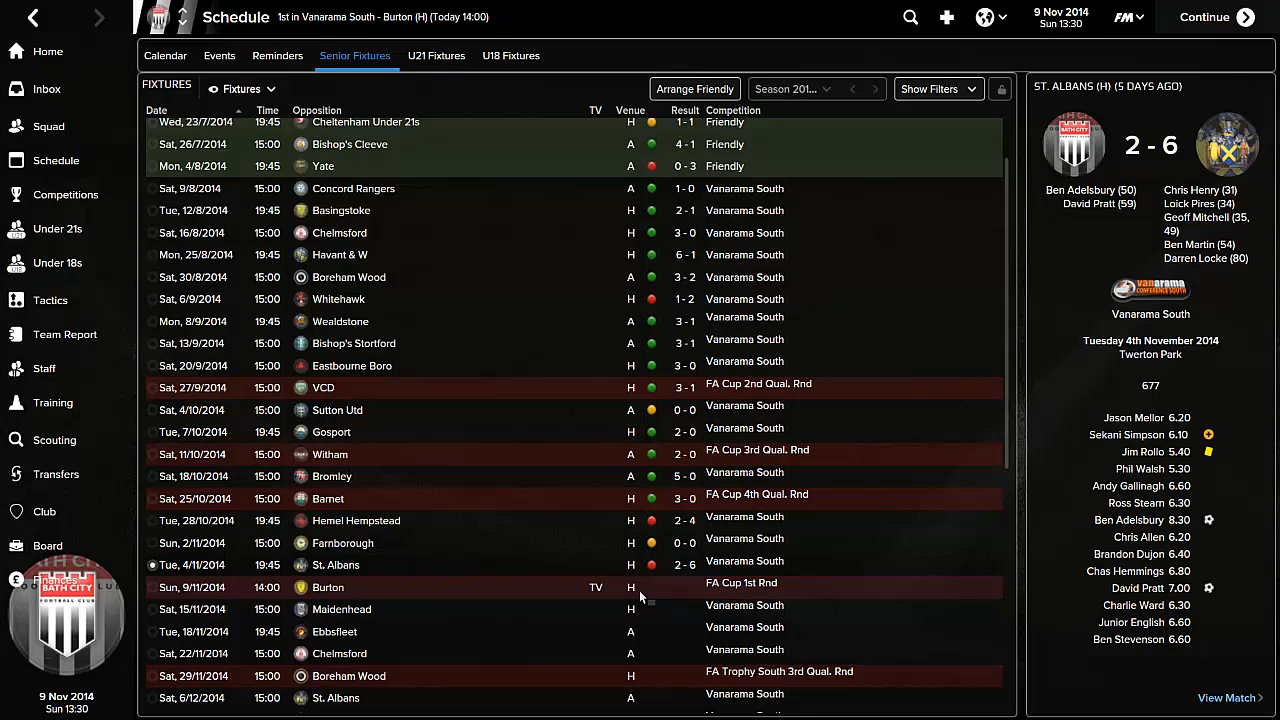 Schedule 1st in Vanarama South - Burton (H) (Today 14:00)
9 Nov 2014
Sun 13:30
FM
Continue
Home
Inbox
Squad
Schedule
Competitions
Under 21s
Under 18s
Tactics
Team Report
Staff
Training
Scouting
Transfers
Club
Board
Finances
BATH CITY
FOOTBALL CLUB
9 Nov 2014
Sun 13:30
Calendar Events Reminders Senior Fixtures U21 Fixtures U18 Fixtures
FIXTURES Fixtures Arrange Friendly Season 201... Show Filters
Date Time Opposition TV Venue Result Competition
Wed, 23/7/2014 19:45 Cheltenham Under 21s H 1 - 1 Friendly
Sat, 26/7/2014 15:00 Bishop's Cleeve A 4 - 1 Friendly
Mon, 4/8/2014 19:45 Yate A 0 - 3 Friendly
Sat, 9/8/2014 15:00 Concord Rangers A 1 - 0 Vanarama South
Tue, 12/8/2014 19:45 Basingstoke H 2 - 1 Vanarama South
Sat, 16/8/2014 15:00 Chelmsford H 3 - 0 Vanarama South
Mon, 25/8/2014 15:00 Havant & W H 6 - 1 Vanarama South
Sat, 30/8/2014 15:00 Boreham Wood A 3 - 2 Vanarama South
Sat, 6/9/2014 15:00 Whitehawk H 1 - 2 Vanarama South
Mon, 8/9/2014 19:45 Wealdstone A 3 - 1 Vanarama South
Sat, 13/9/2014 15:00 Bishop's Stortford A 3 - 1 Vanarama South
Sat, 20/9/2014 15:00 Eastbourne Boro H 3 - 0 Vanarama South
Sat, 27/9/2014 15:00 VCD H 3 - 1 FA Cup 2nd Qual. Rnd
Sat, 4/10/2014 15:00 Sutton Utd A 0 - 0 Vanarama South
Tue, 7/10/2014 19:45 Gosport H 2 - 0 Vanarama South
Sat, 11/10/2014 15:00 Witham A 2 - 0 FA Cup 3rd Qual. Rnd
Sat, 18/10/2014 15:00 Bromley A 5 - 0 Vanarama South
Sat, 25/10/2014 15:00 Barnet H 3 - 0 FA Cup 4th Qual. Rnd
Tue, 28/10/2014 19:45 Hemel Hempstead H 2 - 4 Vanarama South
Sun, 2/11/2014 15:00 Farnborough H 0 - 0 Vanarama South
Tue, 4/11/2014 19:45 St. Albans H 2 - 6 Vanarama South
Sun, 9/11/2014 14:00 Burton TV H FA Cup 1st Rnd
Sat, 15/11/2014 15:00 Maidenhead H Vanarama South
Tue, 18/11/2014 19:45 Ebbsfleet A Vanarama South
Sat, 22/11/2014 15:00 Chelmsford A Vanarama South
Sat, 29/11/2014 15:00 Boreham Wood H FA Trophy South 3rd Qual. Rnd
Sat, 6/12/2014 15:00 St. Albans A Vanarama South
ST. ALBANS (H) (5 DAYS AGO)
BATH CITY
2 - 6
Ben Adelsbury (50)
David Pratt (59)
Chris Henry (31)
Loick Pires (34)
Geoff Mitchell (35,
49)
Ben Martin (54)
Darren Locke (80)
vanarama
CONFERENCE SOUTH
Vanarama South
Tuesday 4th November 2014
Twerton Park
677
Jason Mellor 6.20
Sekani Simpson 6.10
Jim Rollo 5.40
Phil Walsh 5.30
Andy Gallinagh 6.60
Ross Stearn 6.30
Ben Adelsbury 8.30
Chris Allen 6.20
Brandon Dujon 6.40
Chas Hemmings 6.80
David Pratt 7.00
Charlie Ward 6.30
Junior English 6.60
Ben Stevenson 6.60
View Match